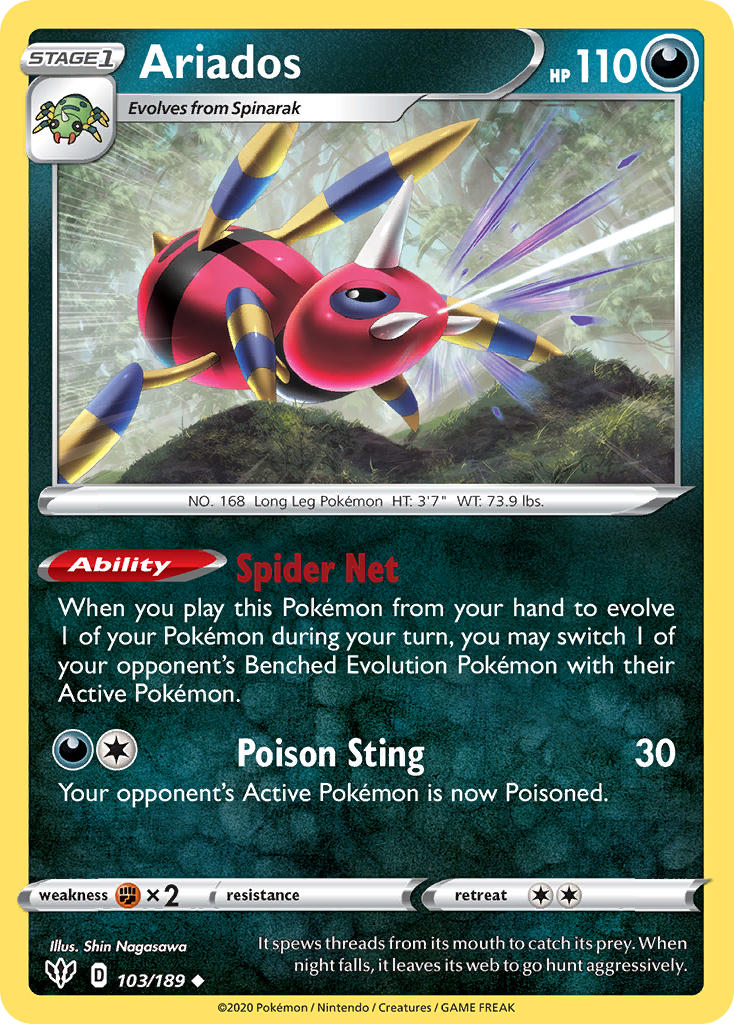 STAGE 1
Ariados
HP 110
Evolves from Spinarak
NO. 168 Long Leg Pokémon HT: 3'7" WT: 73.9 lbs.
Ability Spider Net
When you play this Pokémon from your hand to evolve
1 of your Pokémon during your turn, you may switch 1 of
your opponent's Benched Evolution Pokémon with their
Active Pokémon.
Poison Sting 30
Your opponent's Active Pokémon is now Poisoned.
weakness ×2 resistance retreat
Illus. Shin Nagasawa
It spews threads from its mouth to catch its prey. When
night falls, it leaves its web to go hunt aggressively.
D 103/189
©2020 Pokémon / Nintendo / Creatures / GAME FREAK